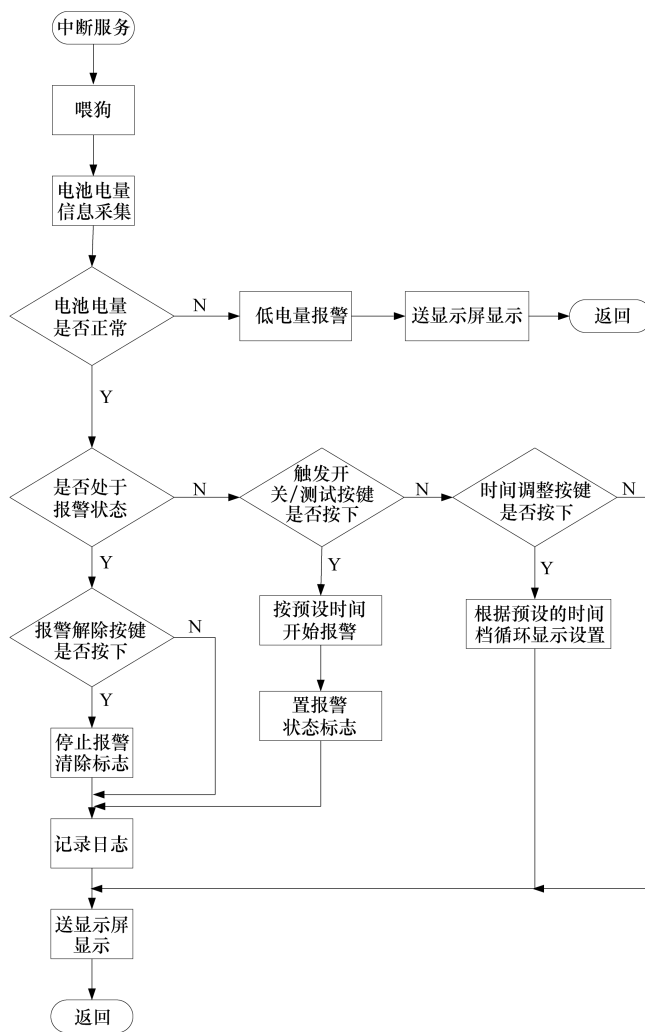 中断服务
喂狗
电池电量
信息采集
电池电量
是否正常
N
低电量报警
送显示屏显示
返回
Y
是否处于
报警状态
N
触发开
关/测试按键
是否按下
N
时间调整按键
是否按下
N
Y
Y
Y
报警解除按键
是否按下
N
按预设时间
开始报警
根据预设的时间
档循环显示设置
Y
置报警
状态标志
停止报警
清除标志
记录日志
送显示屏
显示
返回